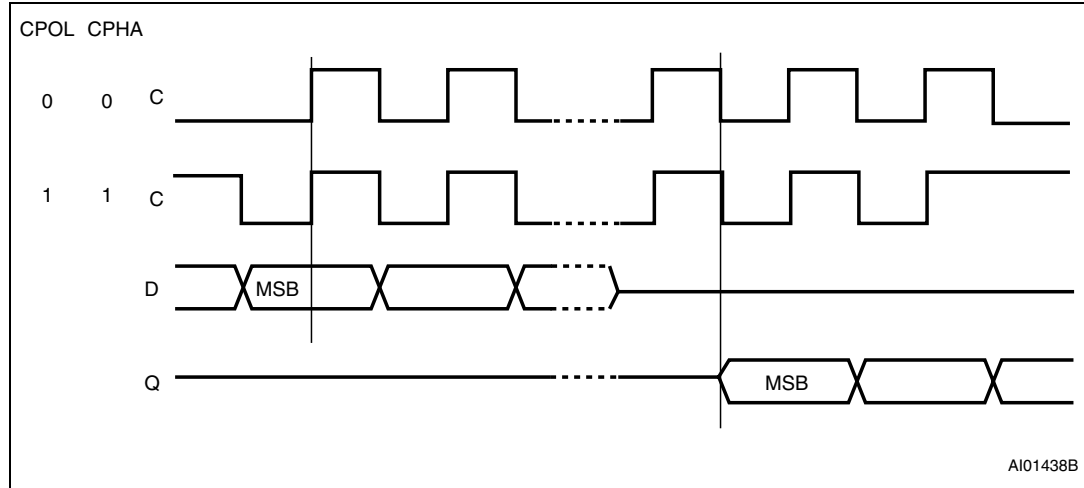 CPOL CPHA
0 0 C
1 1 C
D MSB
Q MSB
AI01438B